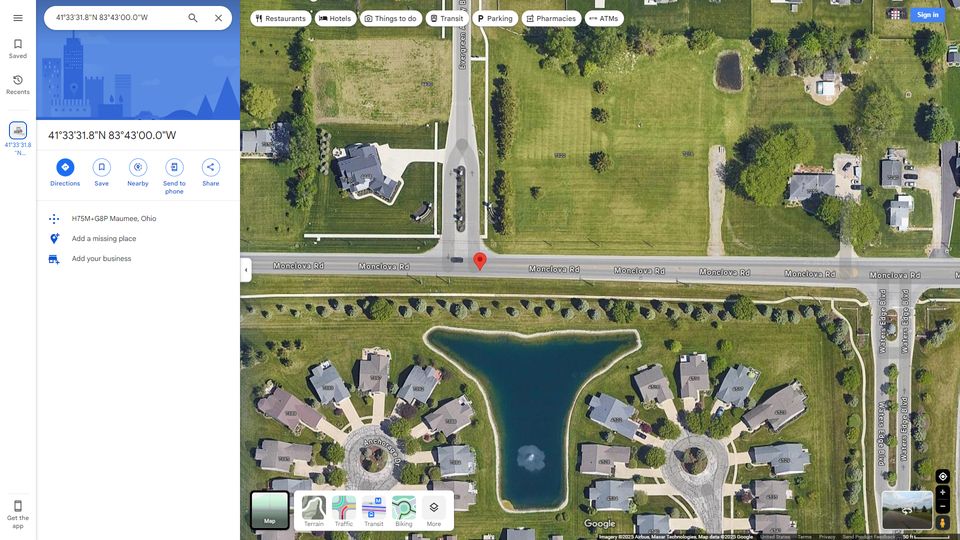 41°33'31.8"N 83°43'00.0"W
Restaurants
Hotels
Things to do
Transit
Parking
Pharmacies
ATMs
Sign in
Saved
Recents
41°33'31.8
"N...
Get the
app
41°33'31.8"N 83°43'00.0"W
Directions
Save
Nearby
Send to
phone
Share
H75M+G8P Maumee, Ohio
Add a missing place
Add your business
Monclova Rd
Monclova Rd
Monclova Rd
Monclova Rd
Monclova Rd
Monclova Rd
Monclova Rd
Waters Edge Blvd
Waters Edge Blvd
Waters Edge Blvd
Waters Edge Blvd
Anchorage Dr
Map
Terrain
Traffic
Transit
Biking
More
Google
Imagery ©2025 Airbus, Maxar Technologies, Map data ©2025 Google
United States
Terms
Privacy
Send Product Feedback
50 ft